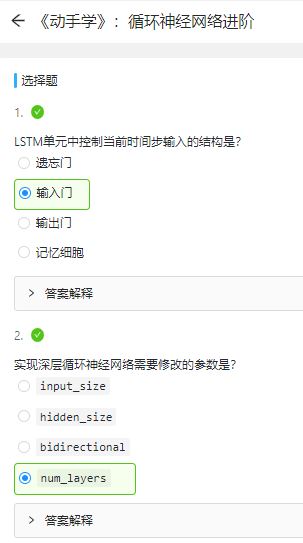 《动手学》：循环神经网络进阶
选择题
1.
LSTM单元中控制当前时间步输入的结构是？
遗忘门
输入门
输出门
记忆细胞
答案解释
2.
实现深层循环神经网络需要修改的参数是？
input_size
hidden_size
bidirectional
num_layers
答案解释